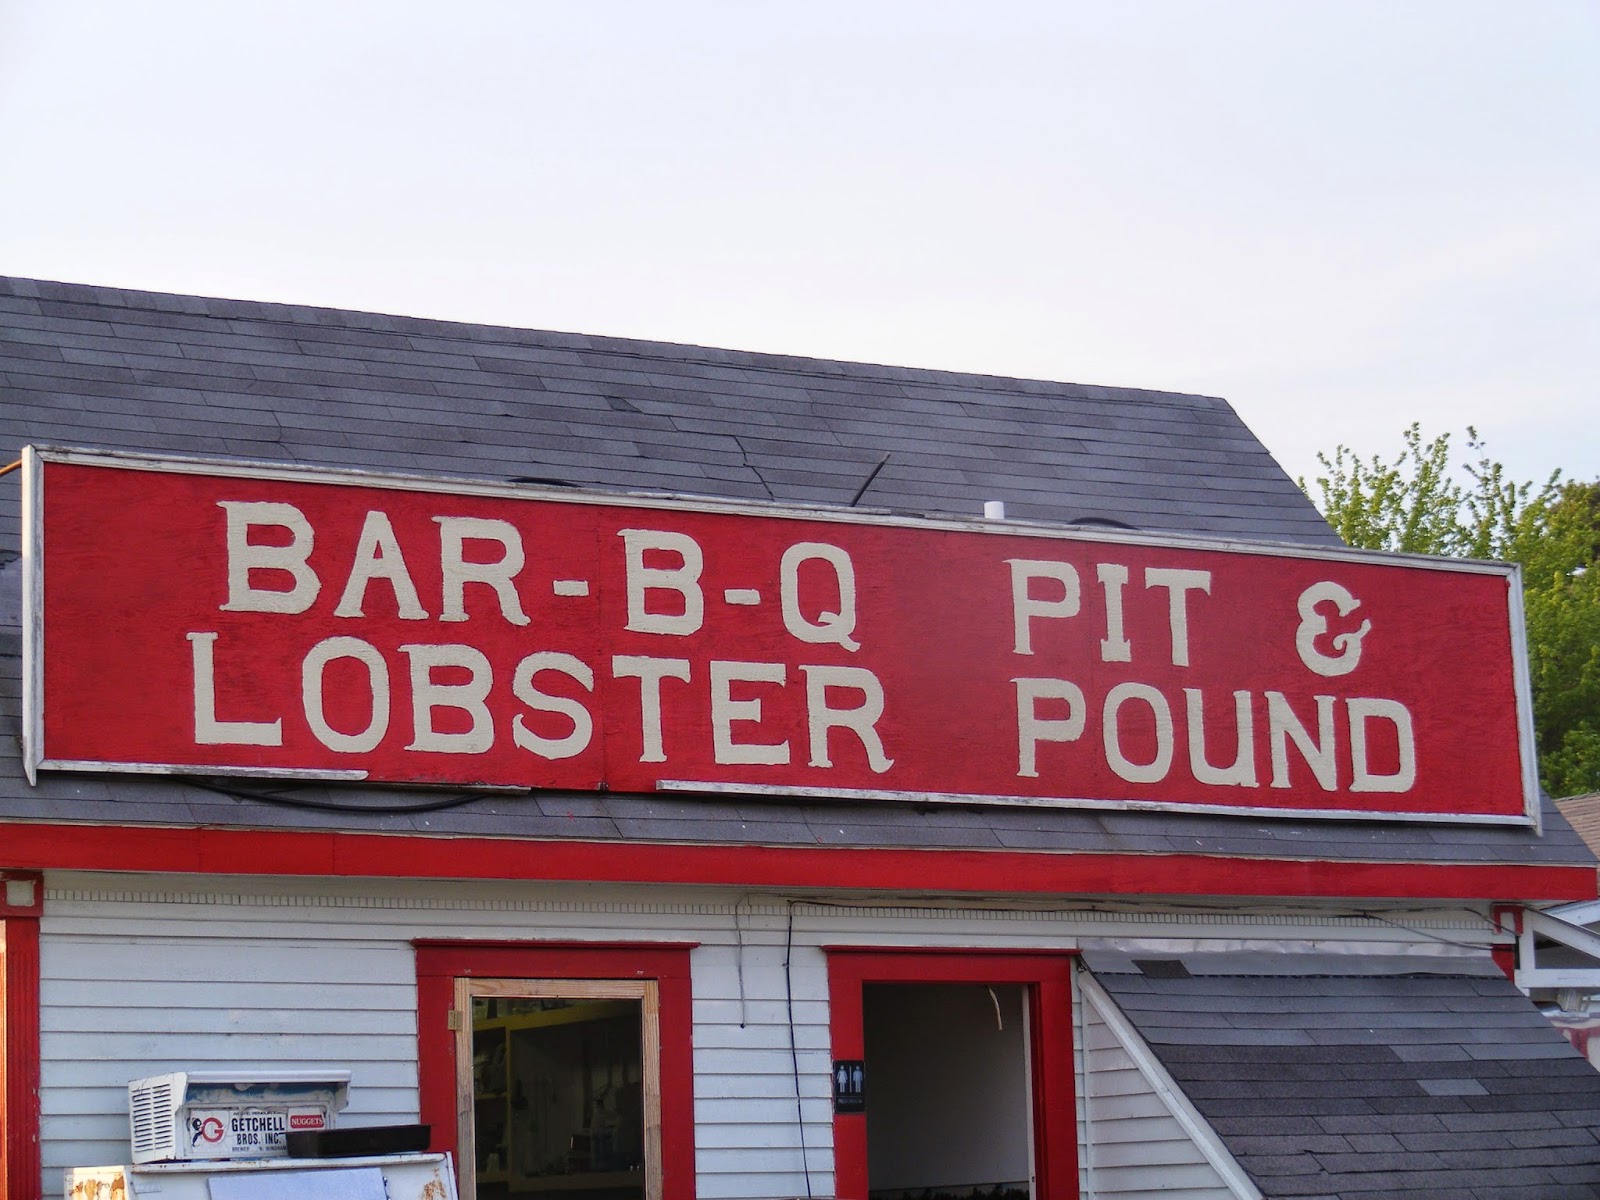 BAR-B-Q PIT &
LOBSTER POUND
G GETCHELL
BROS. INC.
NUGGETS